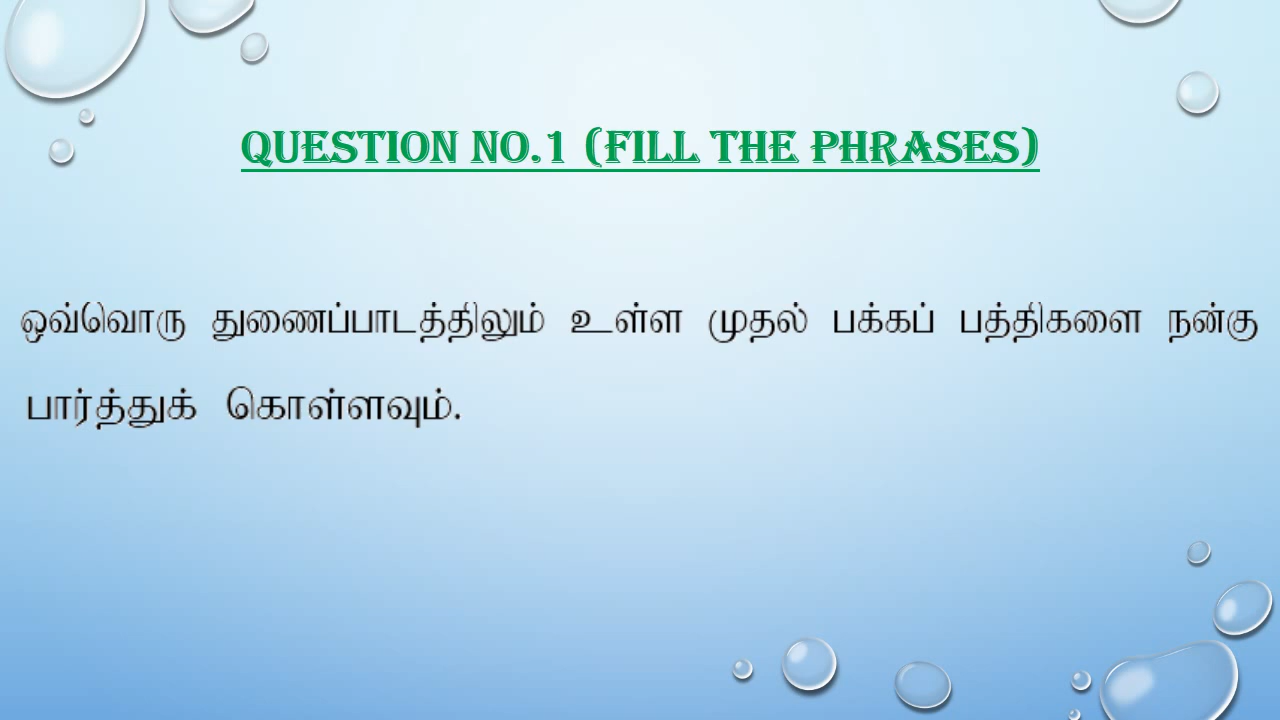 QUESTION NO.1 (FILL THE PHRASES)
ஒவ்வொரு துணைப்பாடத்திலும் உள்ள முதல் பக்கப் பத்திகளை நன்கு
பார்த்துக் கொள்ளவும்.